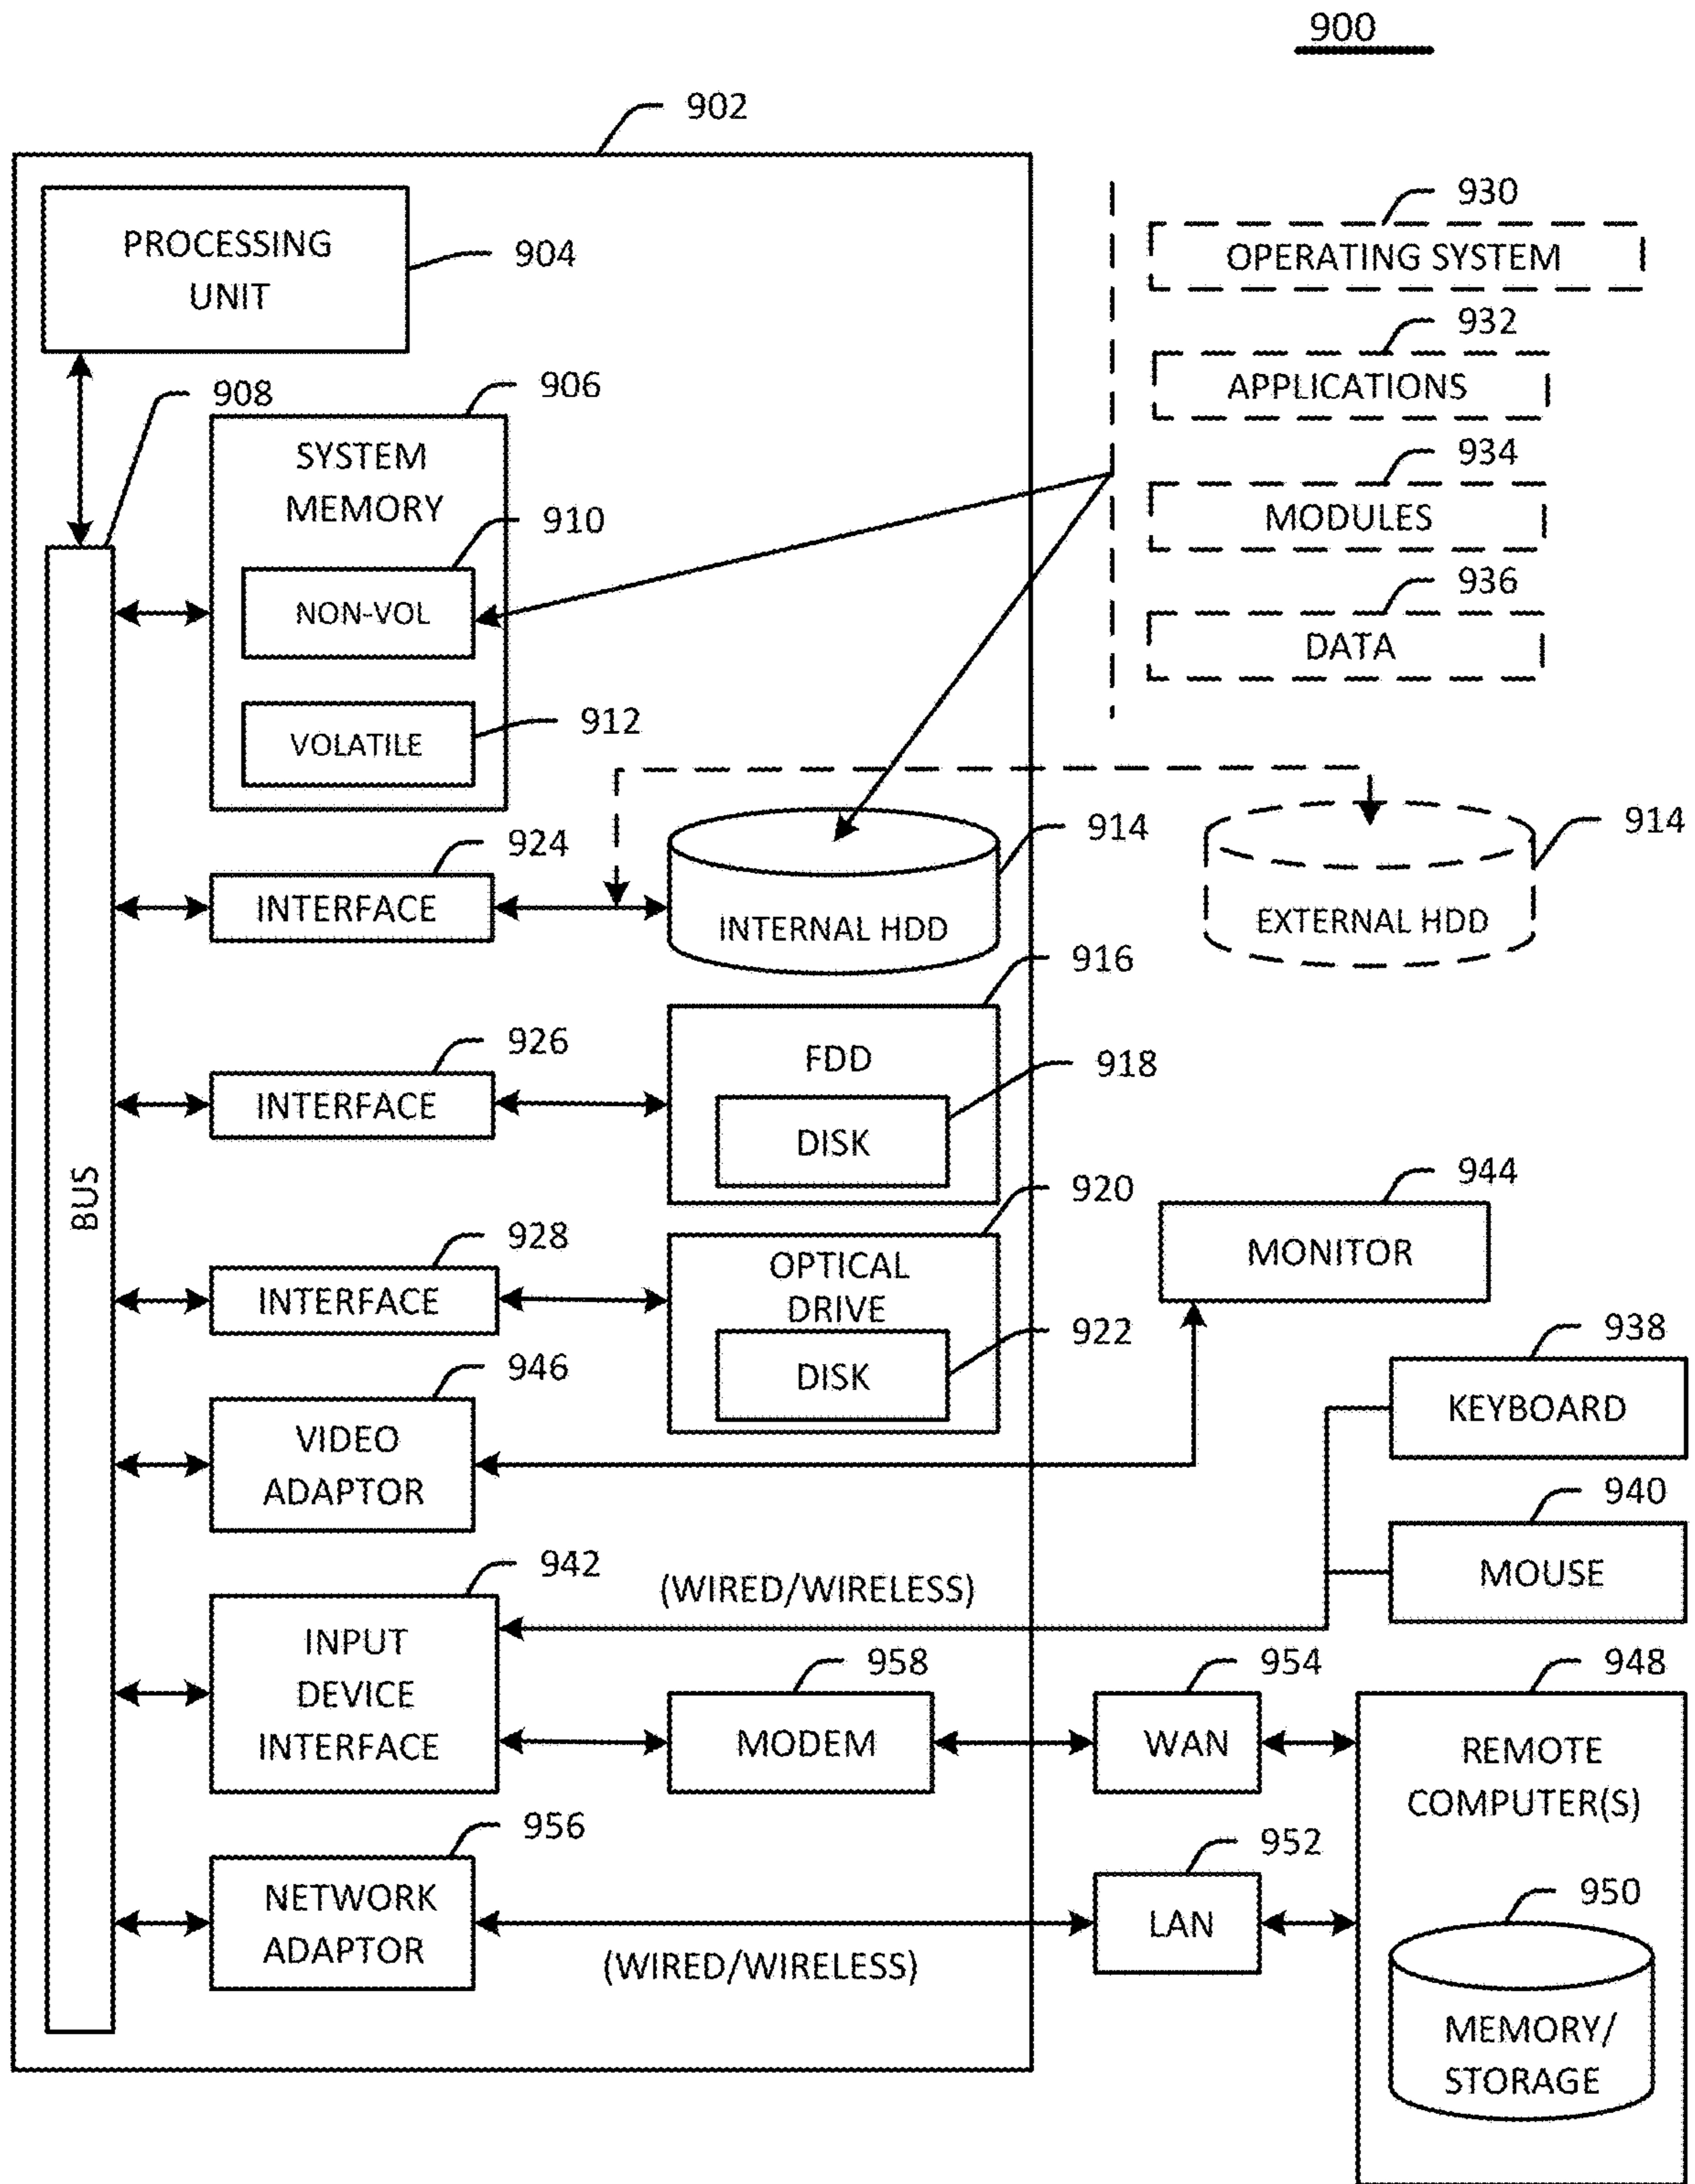 900
902
PROCESSING
UNIT
904
930
OPERATING SYSTEM
932
APPLICATIONS
934
MODULES
936
DATA
908
906
SYSTEM
MEMORY
910
NON-VOL
912
VOLATILE
924
INTERFACE
914
INTERNAL HDD
914
EXTERNAL HDD
916
926
INTERFACE
FDD
918
DISK
BUS
920
928
INTERFACE
OPTICAL
DRIVE
922
DISK
944
MONITOR
946
VIDEO
ADAPTOR
938
KEYBOARD
940
MOUSE
942
(WIRED/WIRELESS)
INPUT
DEVICE
INTERFACE
958
MODEM
954
WAN
948
REMOTE
COMPUTER(S)
956
NETWORK
ADAPTOR
(WIRED/WIRELESS)
952
LAN
950
MEMORY/
STORAGE